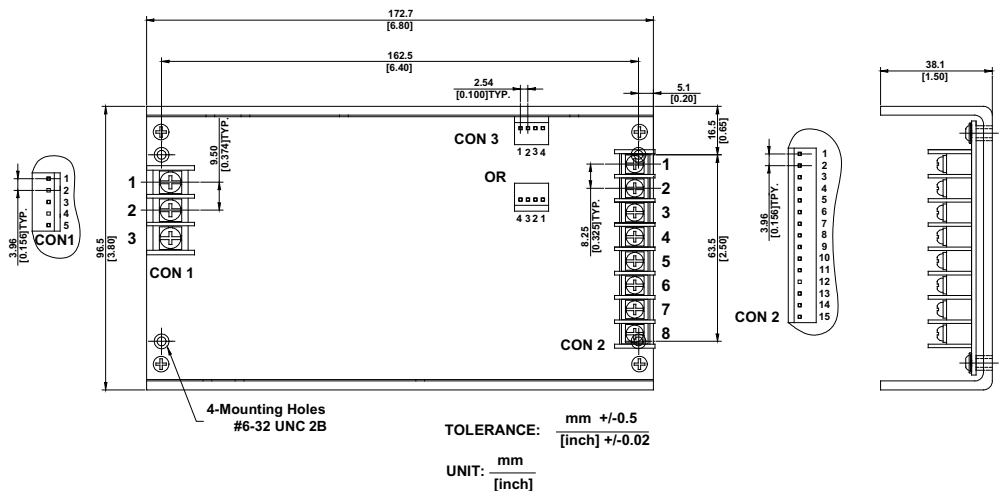 172.7
[6.80]
162.5
[6.40]
2.54
[0.100]TYP.
5.1
[0.20]
38.1
[1.50]
9.50
[0.374]TYP.
CON 3
1 2 3 4
OR
4 3 2 1
16.5
[0.65]
1
2
3
4
5
3.96
[0.156]TYP.
CON1
96.5
[3.80]
1
2
3
CON 1
8.25
[0.325]TYP.
1
2
3
4
5
6
7
8
CON 2
63.5
[2.50]
3.96
[0.156]TPY.
1
2
3
4
5
6
7
8
9
10
11
12
13
14
15
CON 2
4-Mounting Holes
#6-32 UNC 2B
TOLERANCE: mm +/-0.5
[inch] +/-0.02
UNIT: mm
[inch]